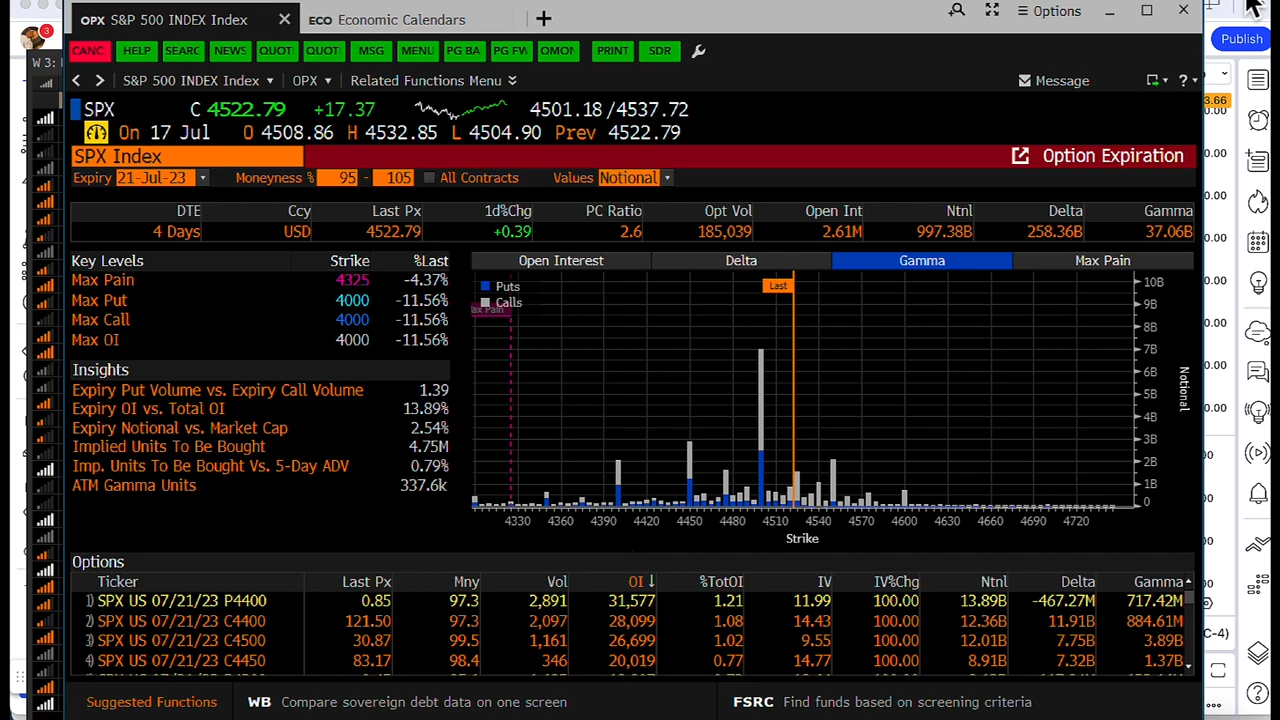 OPX S&P 500 INDEX Index
ECO Economic Calendars
Options
3
CANC HELP SEARC NEWS QUOT QUOT MSG MENU PG BA PG FW OMON PRINT SDR
Publish
W 3:
S&P 500 INDEX Index OPX Related Functions Menu Message ?
SPX C 4522.79 +17.37 4501.18 /4537.72
On 17 Jul O 4508.86 H 4532.85 L 4504.90 Prev 4522.79
SPX Index Option Expiration
Expiry 21-Jul-23 Moneyness % 95 - 105 All Contracts Values Notional
DTE Ccy Last Px 1d%Chg PC Ratio Opt Vol Open Int Ntnl Delta Gamma
4 Days USD 4522.79 +0.39 2.6 185,039 2.61M 997.38B 258.36B 37.06B
Key Levels Strike %Last
Max Pain 4325 -4.37%
Max Put 4000 -11.56%
Max Call 4000 -11.56%
Max OI 4000 -11.56%
Insights
Expiry Put Volume vs. Expiry Call Volume 1.39
Expiry OI vs. Total OI 13.89%
Expiry Notional vs. Market Cap 2.54%
Implied Units To Be Bought 4.75M
Imp. Units To Be Bought Vs. 5-Day ADV 0.79%
ATM Gamma Units 337.6k
Open Interest Delta Gamma Max Pain
Puts
Calls
ax Pain
Last
10B
9B
8B
7B
6B
5B
4B
3B
2B
1B
0
Notional
4330 4360 4390 4420 4450 4480 4510 4540 4570 4600 4630 4660 4690 4720
Strike
Options
Ticker Last Px Mny Vol OI ↓ %TotOI IV IV%Chg Ntnl Delta Gamma
1) SPX US 07/21/23 P4400 0.85 97.3 2,891 31,577 1.21 11.99 100.00 13.89B -467.27M 717.42M
2) SPX US 07/21/23 C4400 121.50 97.3 2,097 28,099 1.08 14.43 100.00 12.36B 11.91B 884.61M
3) SPX US 07/21/23 C4500 30.87 99.5 1,161 26,699 1.02 9.55 100.00 12.01B 7.75B 3.89B
4) SPX US 07/21/23 C4450 83.17 98.4 346 20,019 0.77 14.77 100.00 8.91B 7.32B 1.37B
Suggested Functions WB Compare sovereign debt data on one screen FSRC Find funds based on screening criteria
3.66
C-4)